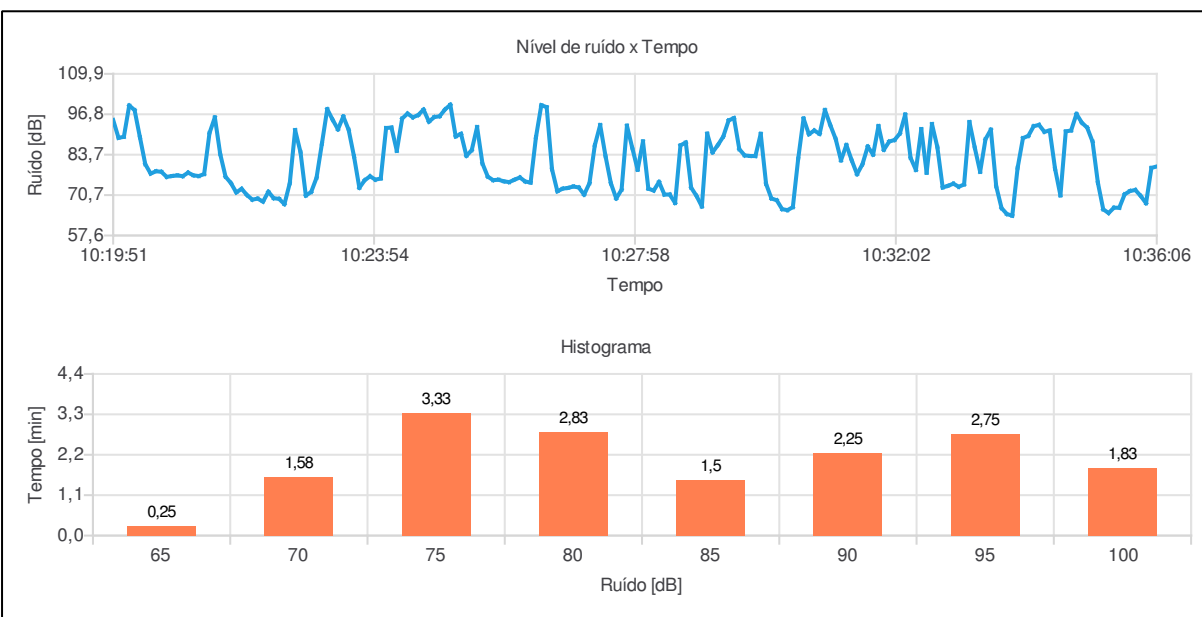 Nível de ruído x Tempo
109,9
96,8
83,7
70,7
57,6
Ruído [dB]
10:19:51 10:23:54 10:27:58 10:32:02 10:36:06
Tempo
Histograma
4,4
3,3
2,2
1,1
0,0
Tempo [min]
0,25 1,58 3,33 2,83 1,5 2,25 2,75 1,83
65 70 75 80 85 90 95 100
Ruído [dB]